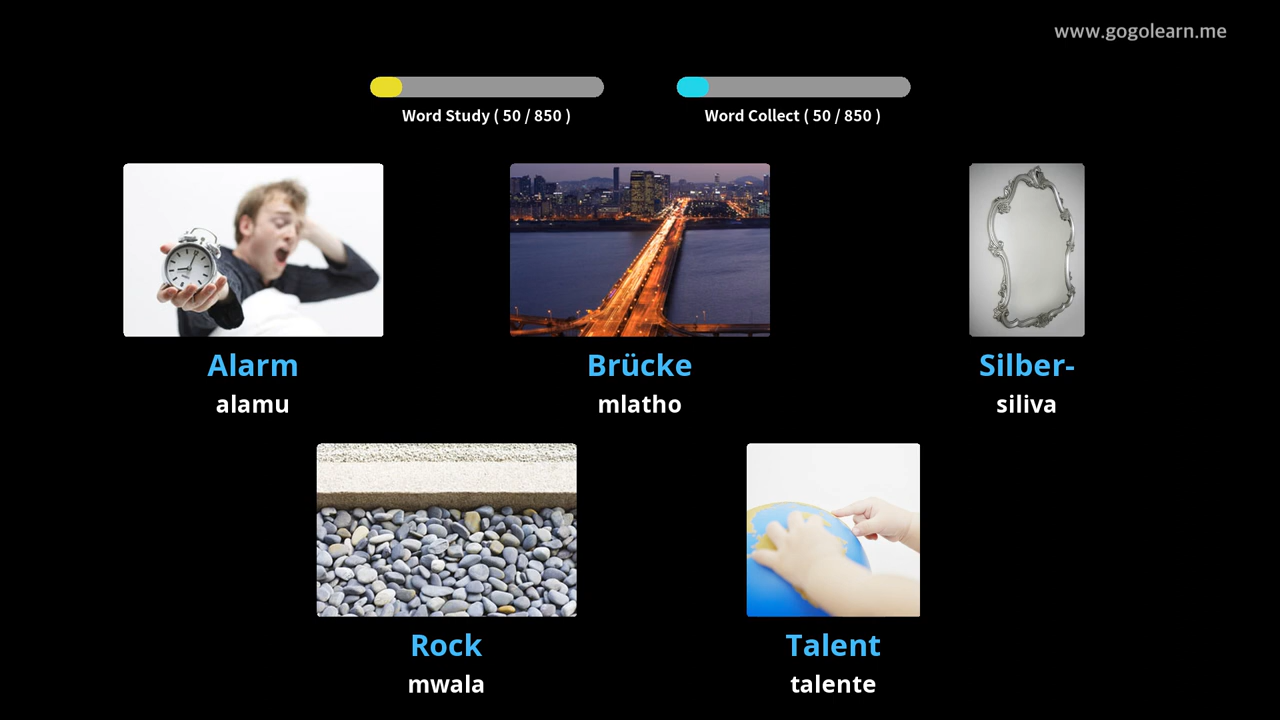 www.gogolearn.me
Word Study ( 50 / 850 )
Word Collect ( 50 / 850 )
Alarm
alamu
Brücke
mlatho
Silber-
siliva
Rock
mwala
Talent
talente